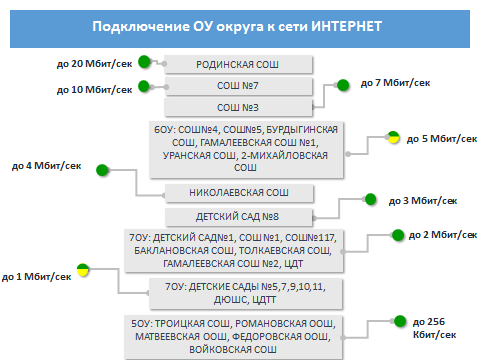 Подключение ОУ округа к сети ИНТЕРНЕТ
до 20 Мбит/сек
РОДИНСКАЯ СОШ
до 10 Мбит/сек
СОШ №7
до 7 Мбит/сек
СОШ №3
6ОУ: СОШ№4, СОШ№5, БУРДЫГИНСКАЯ
СОШ, ГАМАЛЕЕВСКАЯ СОШ №1,
УРАНСКАЯ СОШ, 2-МИХАЙЛОВСКАЯ
СОШ
до 5 Мбит/сек
до 4 Мбит/сек
НИКОЛАЕВСКАЯ СОШ
до 3 Мбит/сек
ДЕТСКИЙ САД №8
7ОУ: ДЕТСКИЙ САД№1, СОШ №1, СОШ№117,
БАКЛАНОВСКАЯ СОШ, ТОЛКАЕВСКАЯ СОШ,
ГАМАЛЕЕВСКАЯ СОШ №2, ЦДТ
до 2 Мбит/сек
до 1 Мбит/сек
7ОУ: ДЕТСКИЕ САДЫ №5,7,9,10,11,
ДЮШС, ЦДТТ
5ОУ: ТРОИЦКАЯ СОШ, РОМАНОВСКАЯ ООШ,
МАТВЕЕВСКАЯ ООШ, ФЕДОРОВСКАЯ ООШ,
ВОЙКОВСКАЯ СОШ
до 256
Кбит/сек